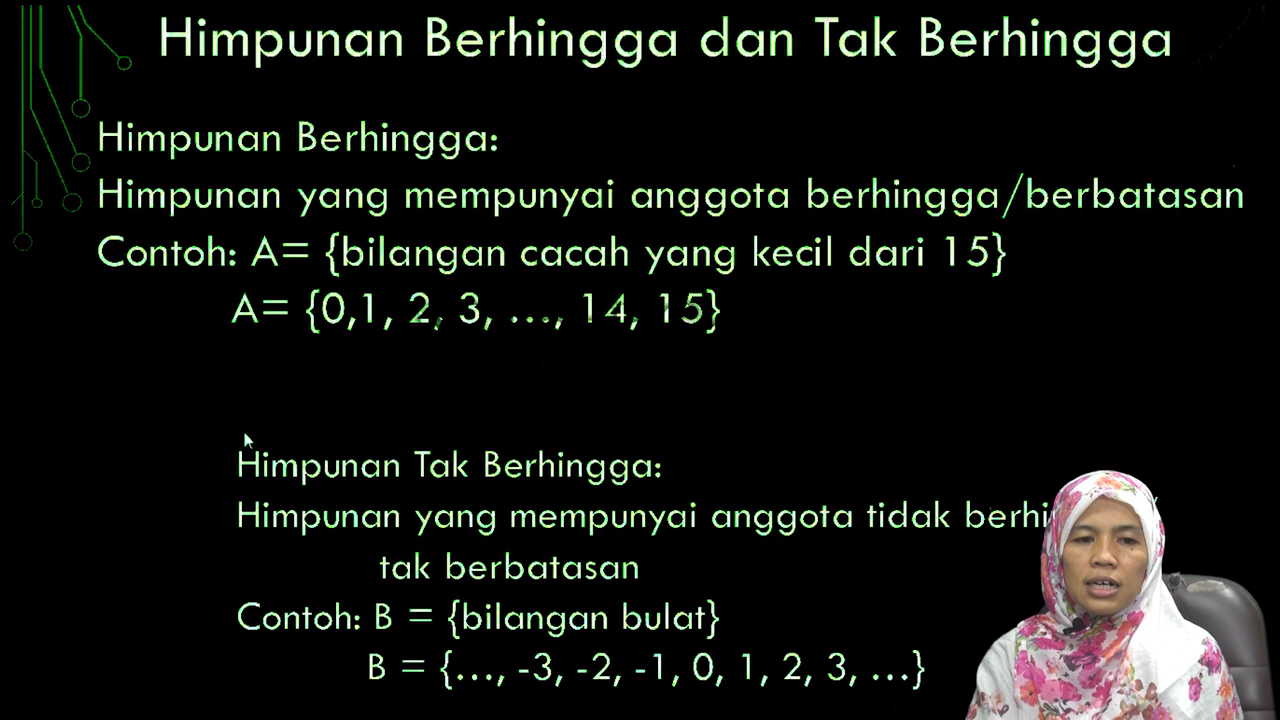 Himpunan Berhingga dan Tak Berhingga
Himpunan Berhingga:
Himpunan yang mempunyai anggota berhingga/berbatasan
Contoh: A= {bilangan cacah yang kecil dari 15}
A= {0,1, 2, 3, ..., 14, 15}
Himpunan Tak Berhingga:
Himpunan yang mempunyai anggota tidak
tak berbatasan
Contoh: B = {bilangan bulat}
B = {..., -3, -2, -1, 0, 1, 2, 3, ...}